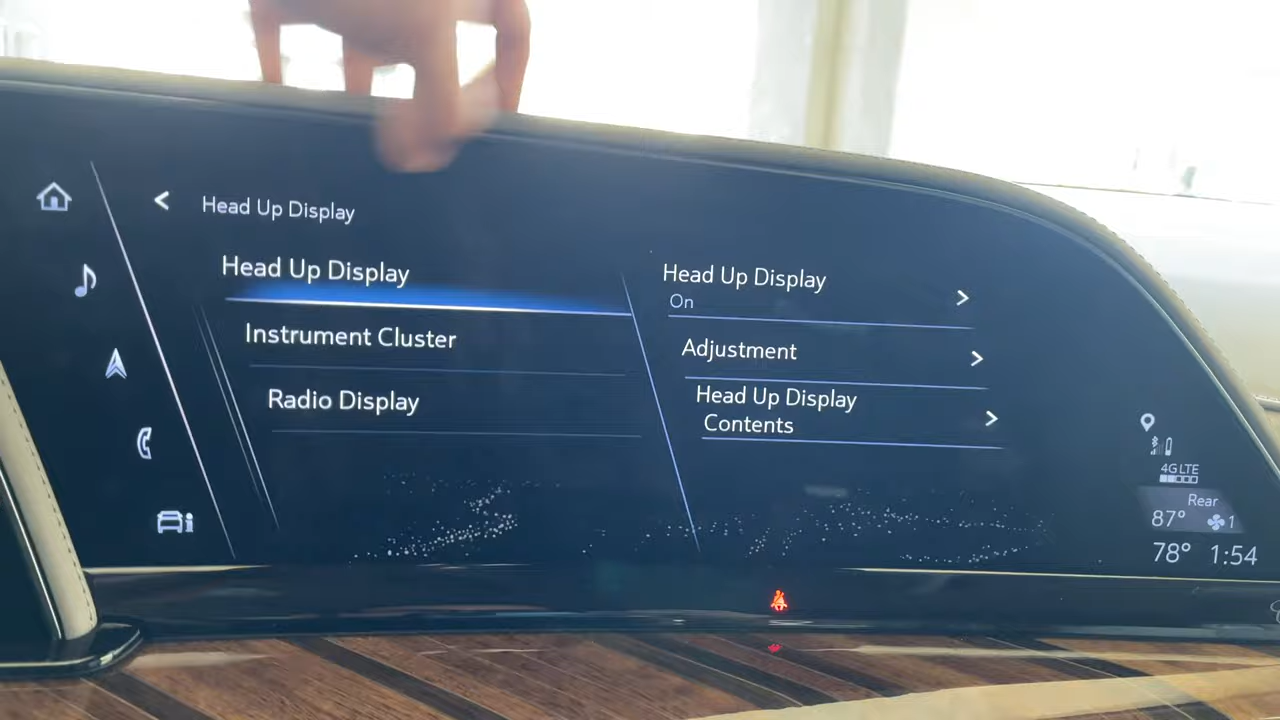 Head Up Display
Head Up Display
Instrument Cluster
Radio Display
Head Up Display
On
Adjustment
Head Up Display
Contents
4G LTE
Rear
87° 1
78° 1:54